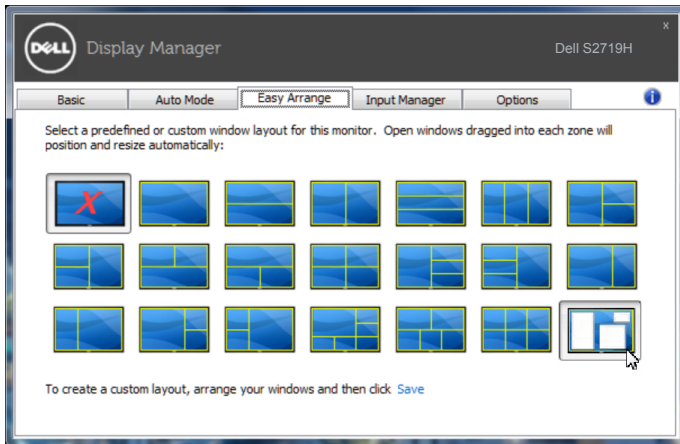 x
DELL Display Manager Dell S2719H
Basic Auto Mode Easy Arrange Input Manager Options i
Select a predefined or custom window layout for this monitor. Open windows dragged into each zone will
position and resize automatically:
X
To create a custom layout, arrange your windows and then click Save